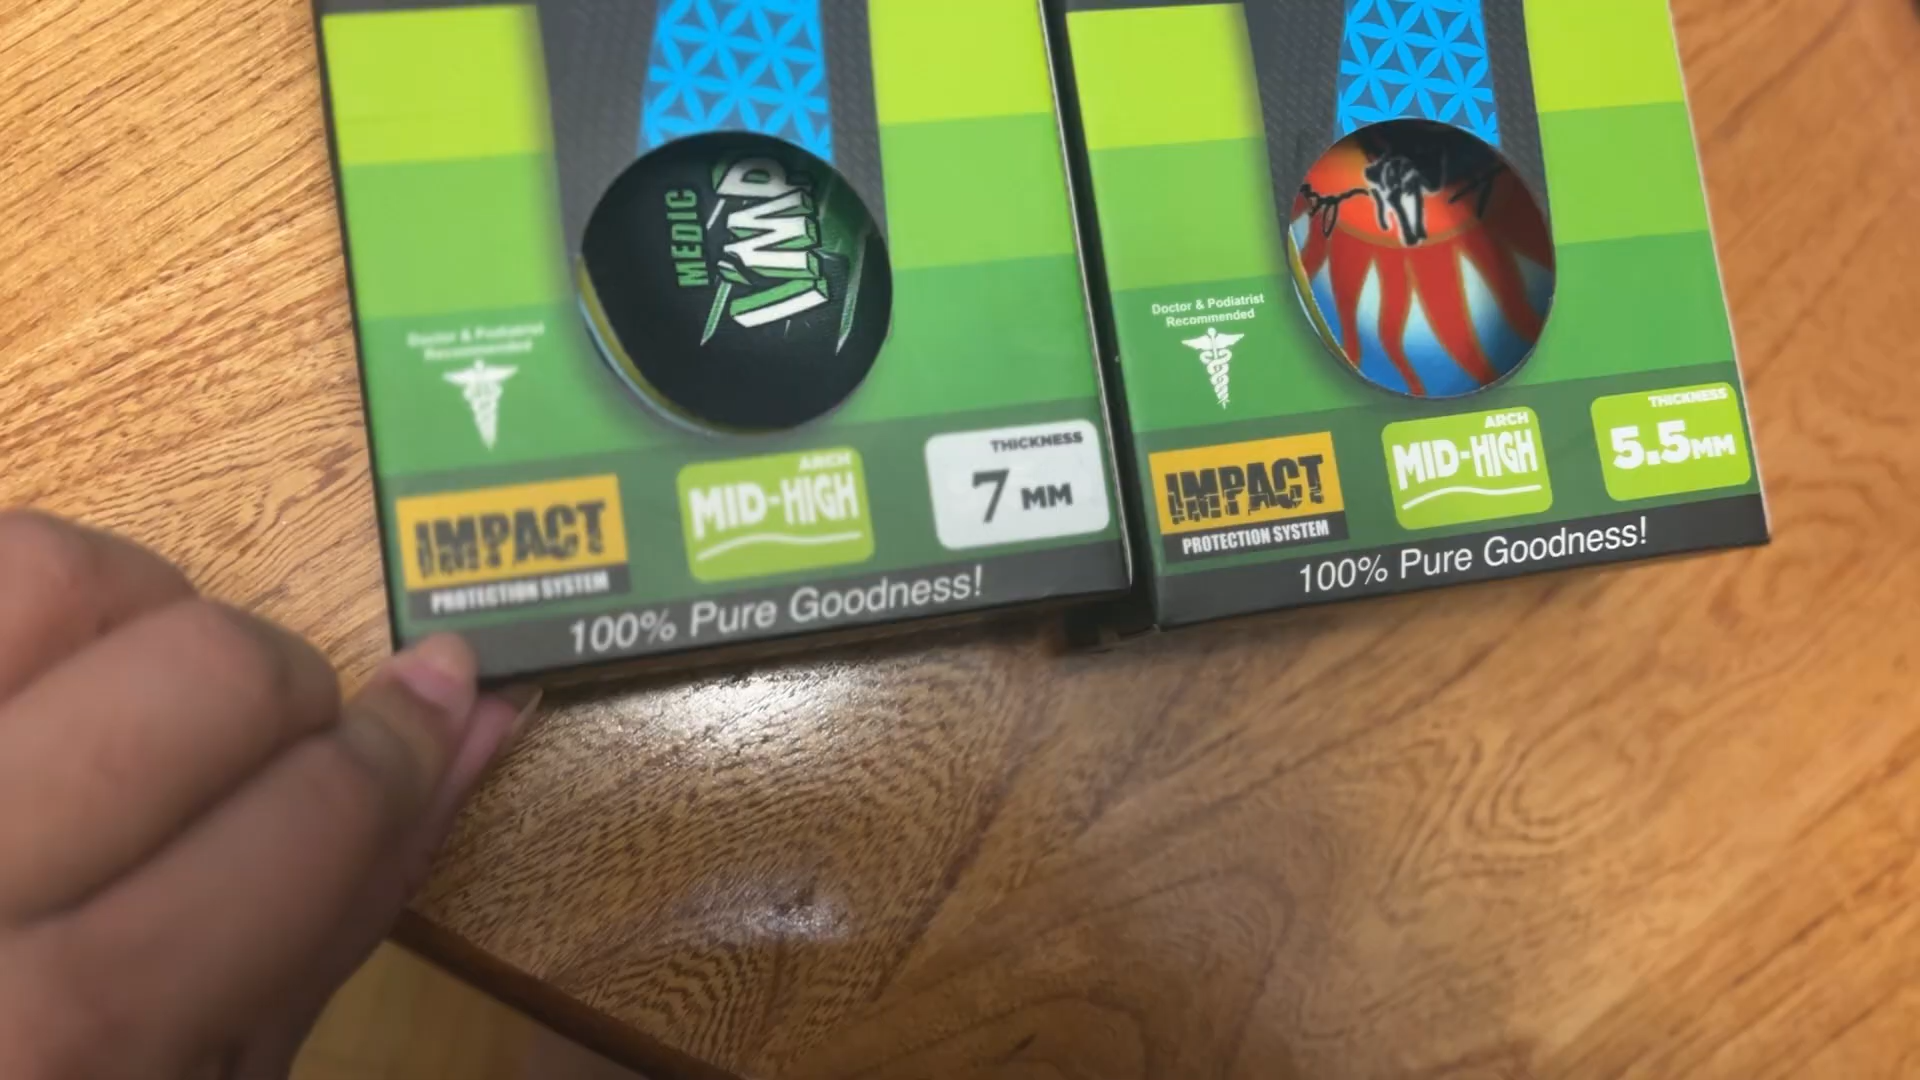 MEDIC
IMP
Doctor & Podiatrist
Recommended
IMPACT
PROTECTION SYSTEM
ARCH
MID-HIGH
THICKNESS
7 MM
100% Pure Goodness!
Doctor & Podiatrist
Recommended
IMPACT
PROTECTION SYSTEM
ARCH
MID-HIGH
THICKNESS
5.5MM
100% Pure Goodness!